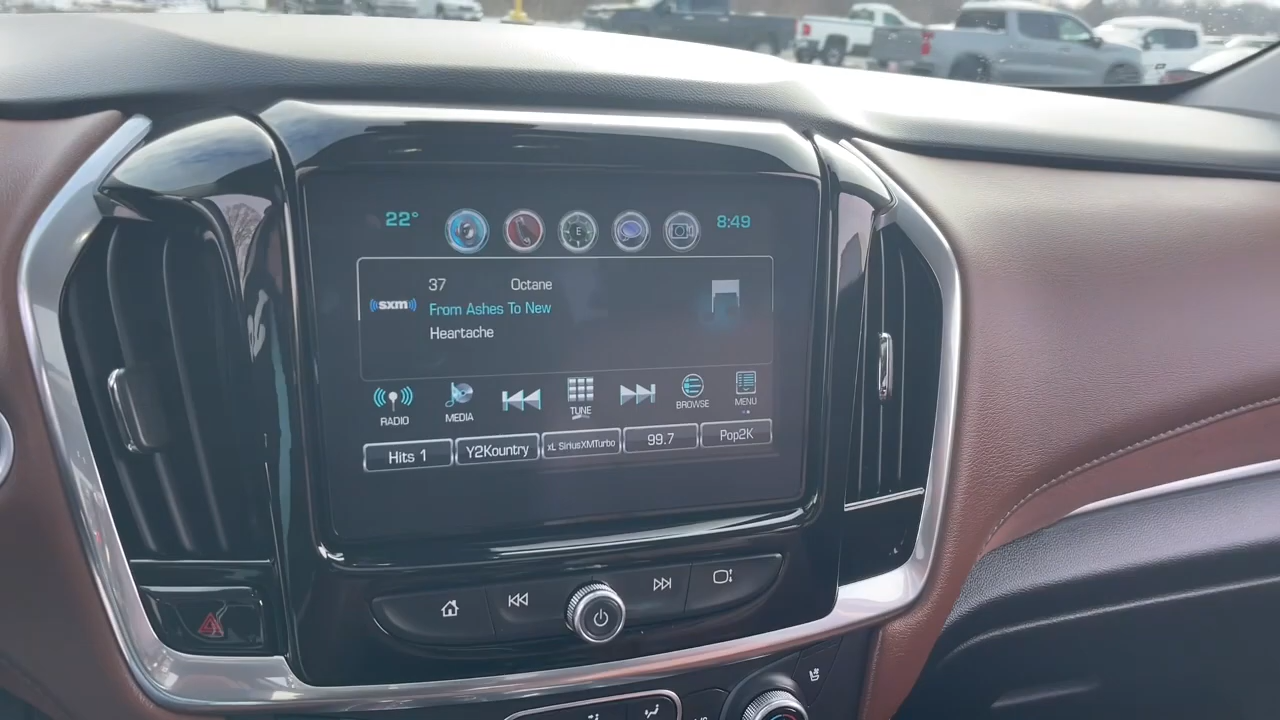 22°
E
8:49
37 Octane
sxm
From Ashes To New
Heartache
RADIO
MEDIA
TUNE
BROWSE
MENU
Hits 1
Y2Kountry
xL SiriusXMTurbo
99.7
Pop2K